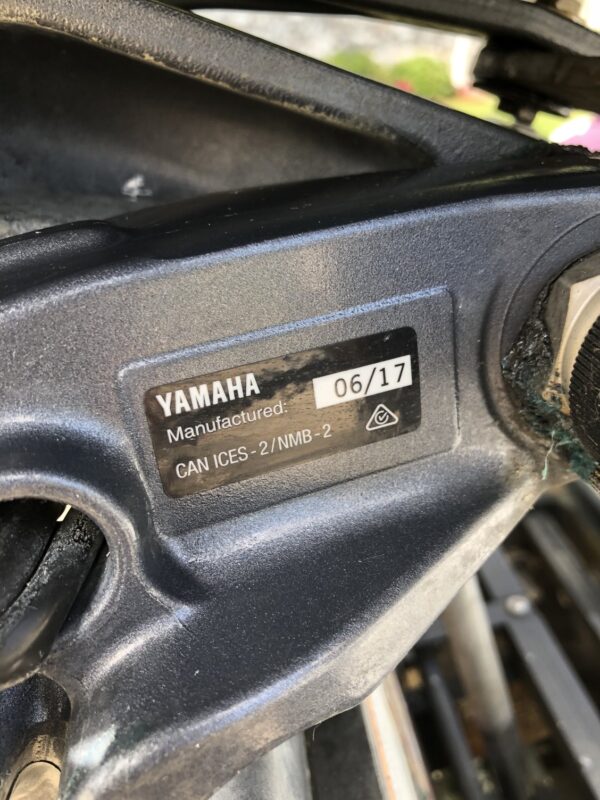 YAMAHA
Manufactured: 06/17
CAN ICES-2/NMB-2